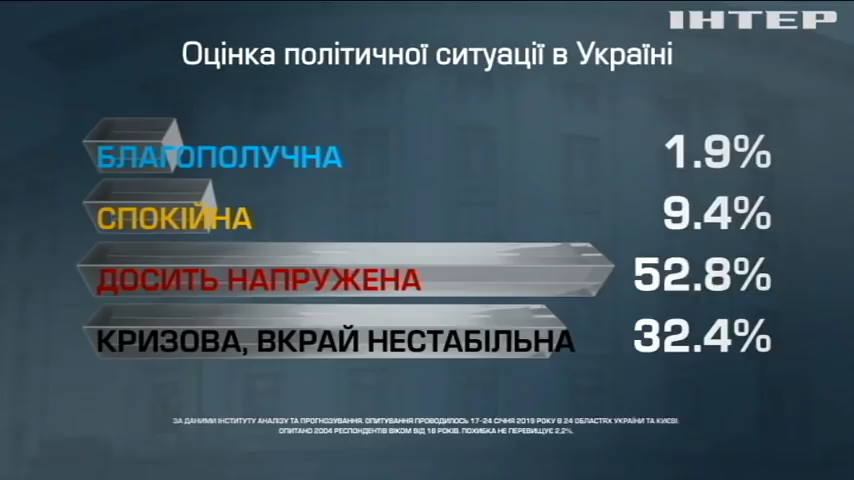 ІНТЕР
Оцінка політичної ситуації в Україні
БЛАГОПОЛУЧНА 1.9%
СПОКІЙНА 9.4%
ДОСИТЬ НАПРУЖЕНА 52.8%
КРИЗОВА, ВКРАЙ НЕСТАБІЛЬНА 32.4%
ЗА ДАНИМИ ІНСТИТУТУ АНАЛІЗУ ТА ПРОГНОЗУВАННЯ. ОПИТУВАННЯ ПРОВОДИЛОСЬ 17-24 СІЧНЯ 2019 РОКУ В 24 ОБЛАСТЯХ УКРАЇНИ ТА КИЄВІ.
ОПИТАНО 2004 РЕСПОНДЕНТІВ ВІКОМ ВІД 18 РОКІВ. ПОХИБКА НЕ ПЕРЕВИЩУЄ 2,2%.